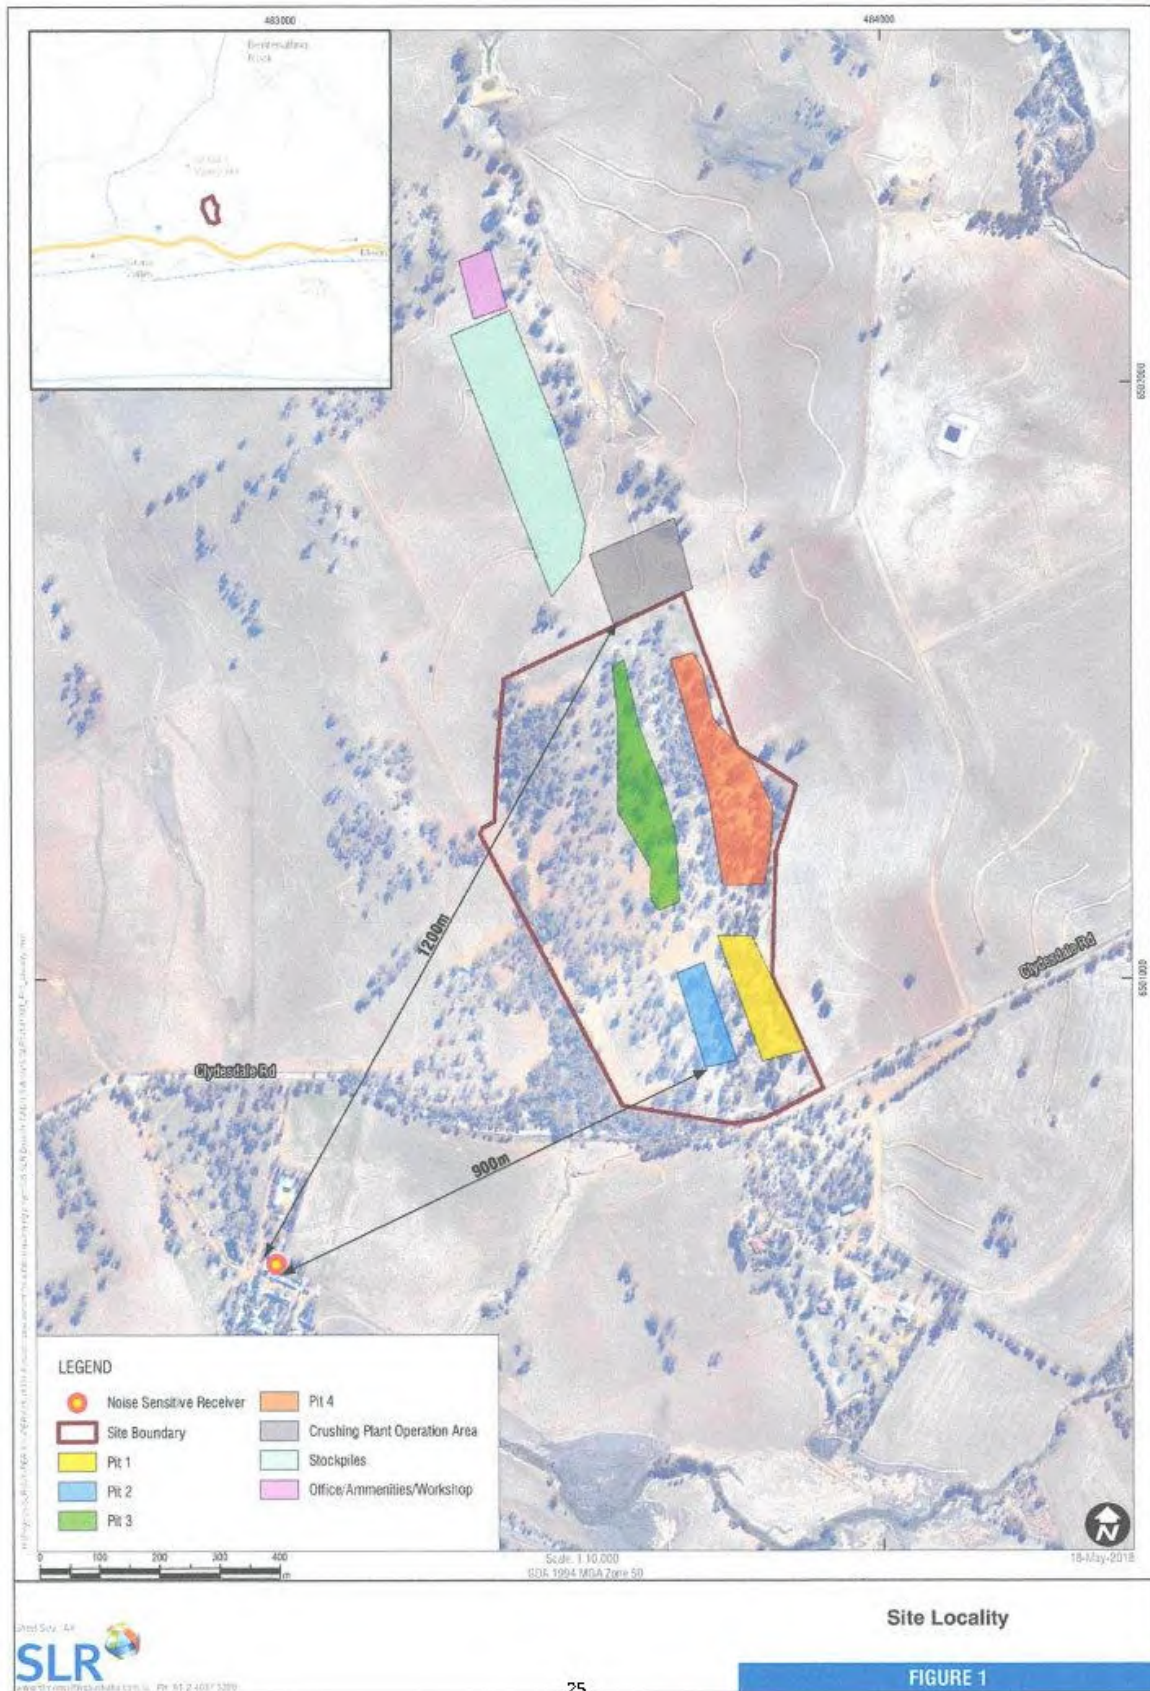 483000
484000
6502000
6501000
1200m
Clydesdale Rd
Clydesdale Rd
900m
LEGEND
Noise Sensitive Receiver
Site Boundary
Pit 1
Pit 2
Pit 3
Pit 4
Crushing Plant Operation Area
Stockpiles
Office/Ammenities/Workshop
0 100 200 300 400
m
Scale: 1:10,000
GDA 1994 MGA Zone 50
N
18-May-2018
Site Locality
SLR
FIGURE 1
25